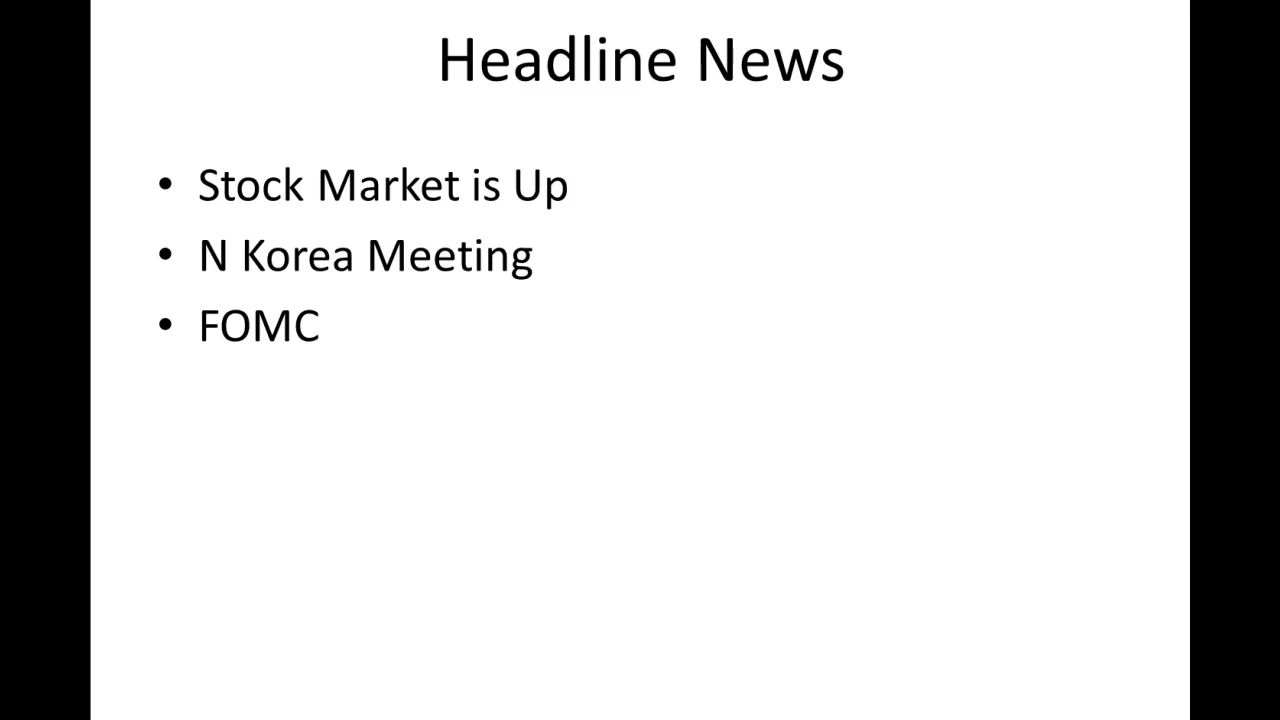 Headline News
• Stock Market is Up
• N Korea Meeting
• FOMC